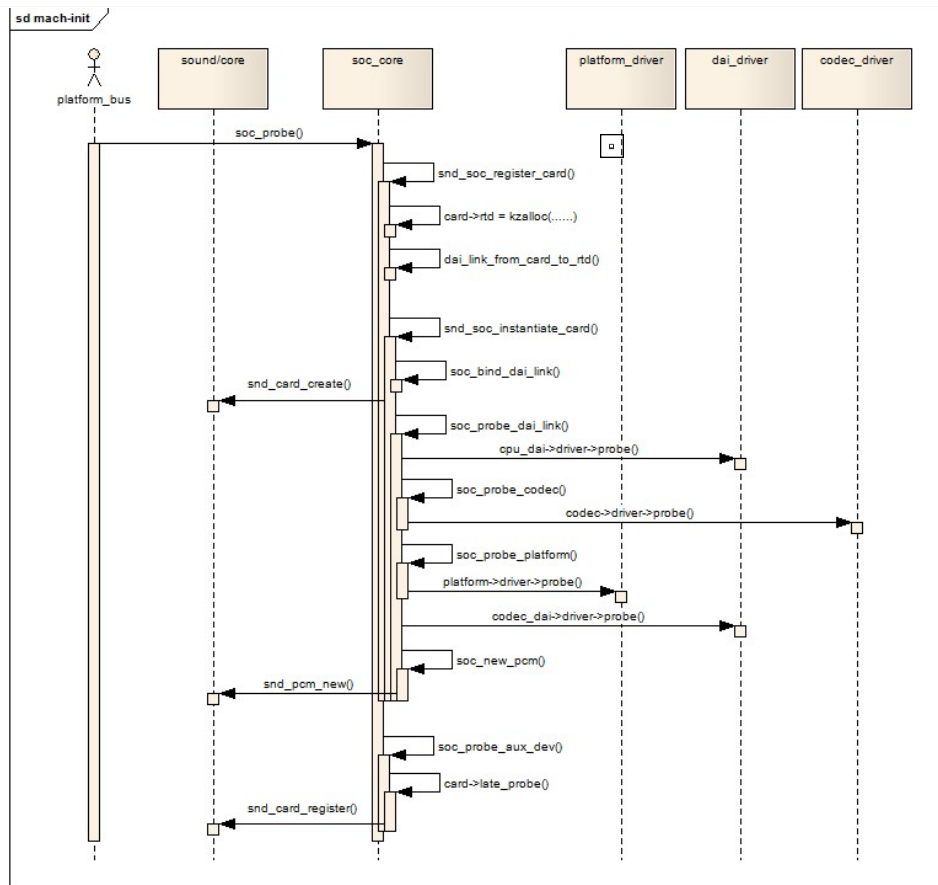 sd mach-init
platform_bus
sound/core
soc_core
platform_driver
dai_driver
codec_driver
soc_probe()
snd_soc_register_card()
card->rtd = kzalloc(......)
dai_link_from_card_to_rtd()
snd_soc_instantiate_card()
soc_bind_dai_link()
snd_card_create()
soc_probe_dai_link()
cpu_dai->driver->probe()
soc_probe_codec()
codec->driver->probe()
soc_probe_platform()
platform->driver->probe()
codec_dai->driver->probe()
soc_new_pcm()
snd_pcm_new()
soc_probe_aux_dev()
card->late_probe()
snd_card_register()